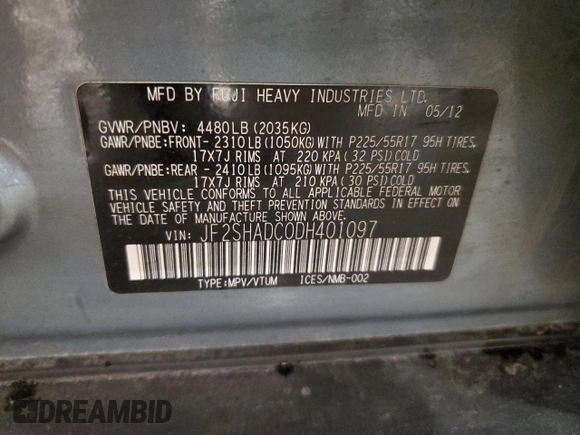 MFD BY FUJI HEAVY INDUSTRIES LTD.
MFD IN 05/12
GVWR/PNBV: 4480LB (2035KG)
GAWR/PNBE:FRONT- 2310LB(1050KG)WITH P225/55R17 95H TIRES,
17X7J RIMS AT 220 KPA(32 PSI)COLD
GAWR/PNBE:REAR - 2410LB(1095KG)WITH P225/55R17 95H TIRES,
17X7J RIMS AT 210 KPA(30 PSI)COLD
THIS VEHICLE CONFORMS TO ALL APPLICABLE FEDERAL MOTOR
VEHICLE SAFETY AND THEFT PREVENTION STANDARDS IN EFFECT ON
THE DATE OF MANUFACTURE SHOWN ABOVE.
VIN: JF2SHADC0DH401097
TYPE:MPV/VTUM ICES/NMB-002
DREAMBID